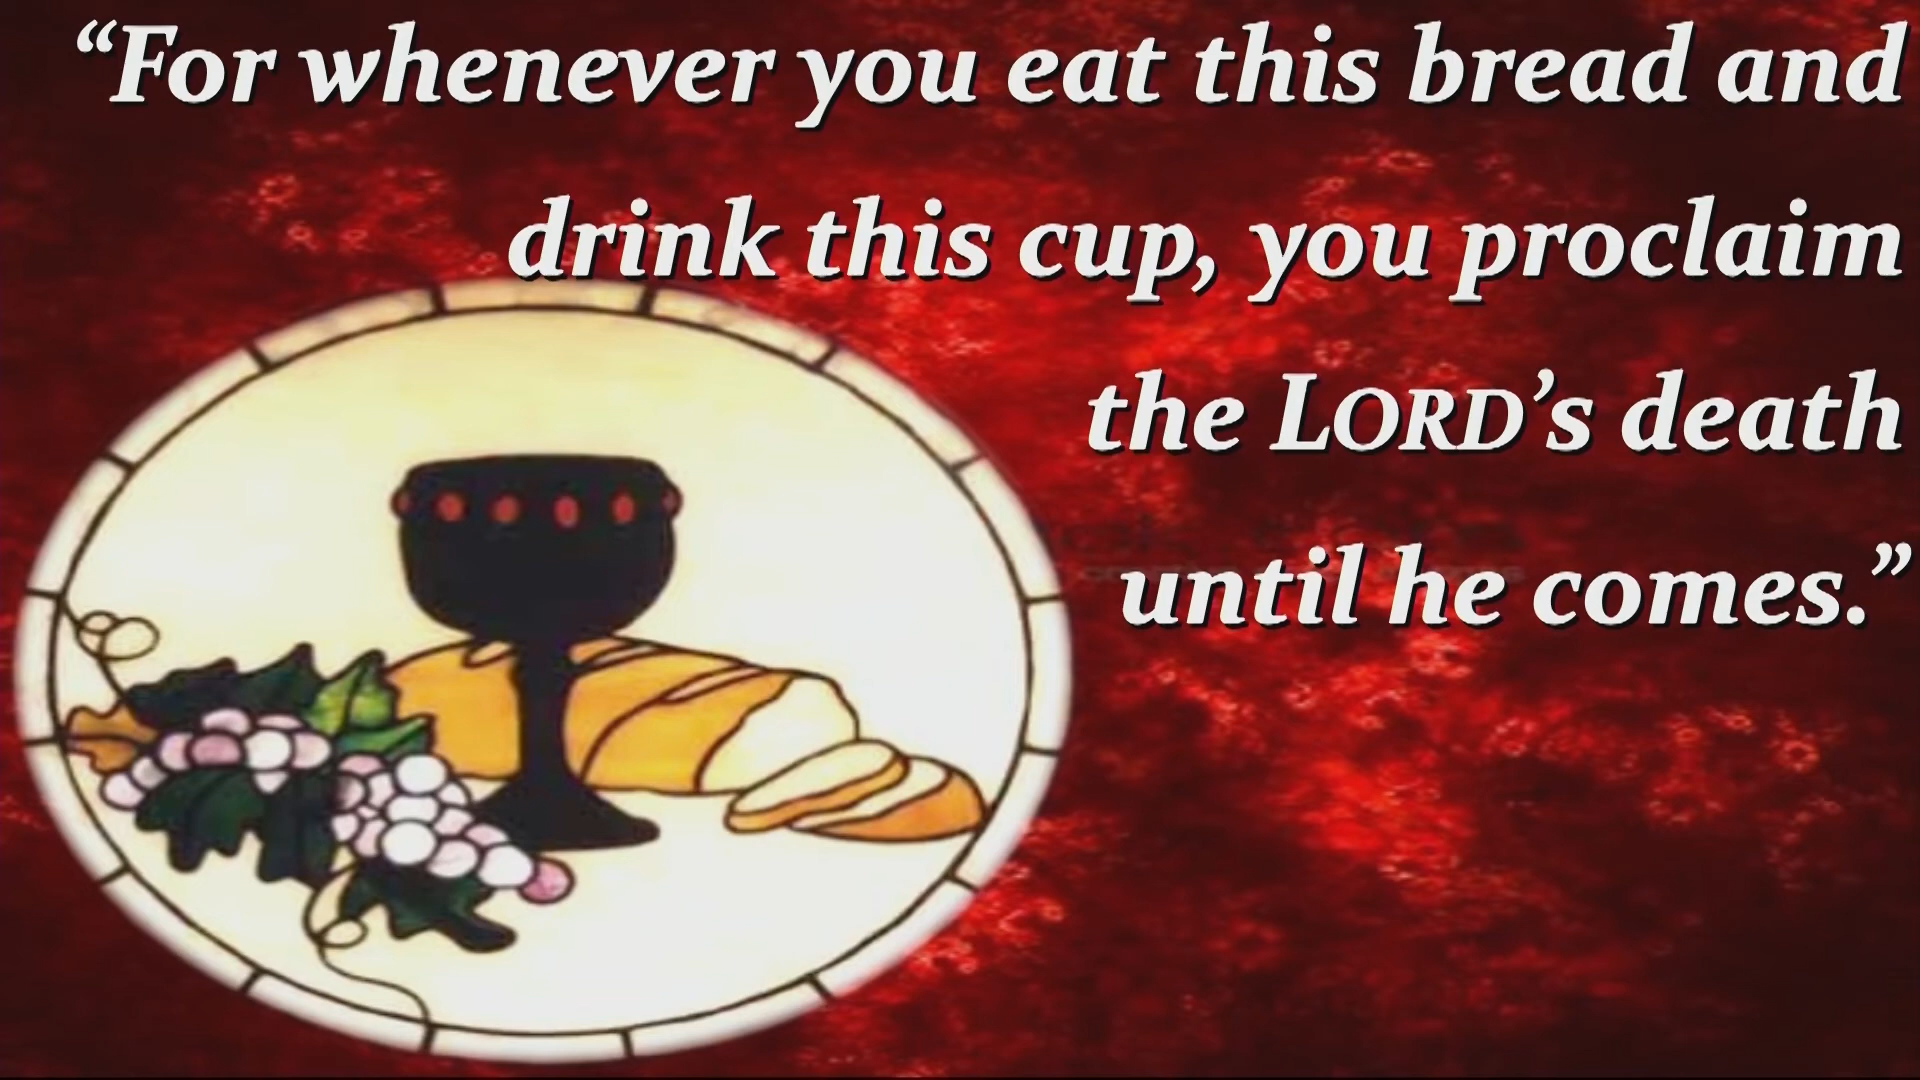 “For whenever you eat this bread and
drink this cup, you proclaim
the LORD’s death
until he comes.”